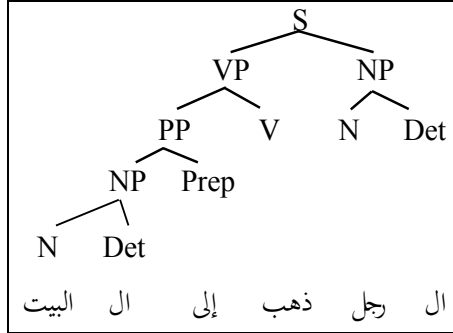 S
VP NP
PP V N Det
NP Prep
N Det
ال رجل ذهب إلى ال البيت